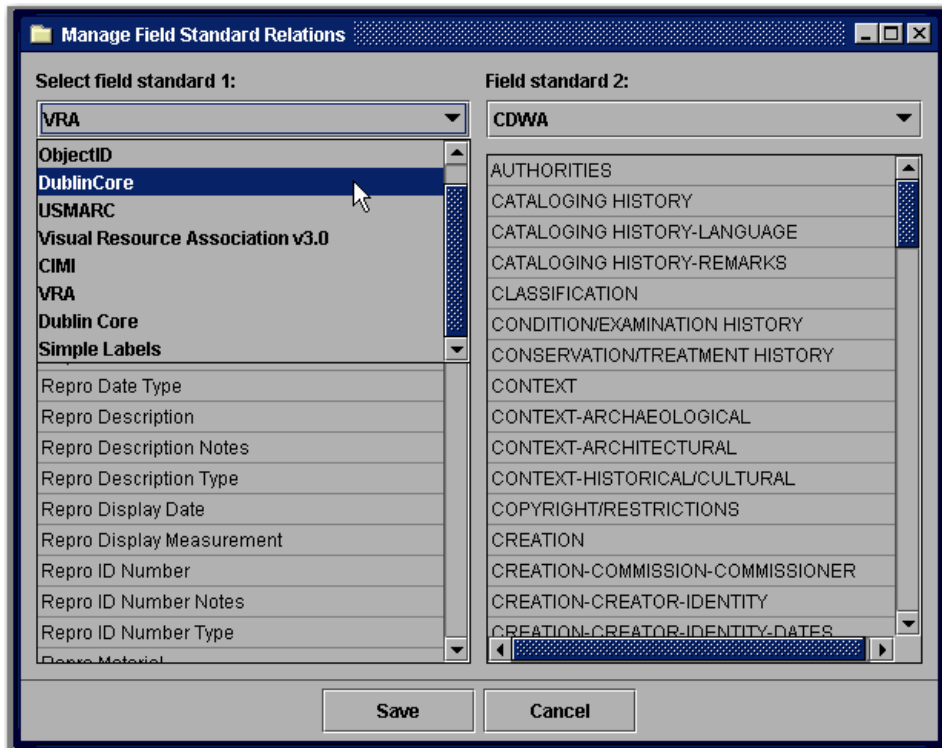 Manage Field Standard Relations
Select field standard 1:
VRA
ObjectID
DublinCore
USMARC
Visual Resource Association v3.0
CIMI
VRA
Dublin Core
Simple Labels
Repro Date Type
Repro Description
Repro Description Notes
Repro Description Type
Repro Display Date
Repro Display Measurement
Repro ID Number
Repro ID Number Notes
Repro ID Number Type
Repro Material
Field standard 2:
CDWA
AUTHORITIES
CATALOGING HISTORY
CATALOGING HISTORY-LANGUAGE
CATALOGING HISTORY-REMARKS
CLASSIFICATION
CONDITION/EXAMINATION HISTORY
CONSERVATION/TREATMENT HISTORY
CONTEXT
CONTEXT-ARCHAEOLOGICAL
CONTEXT-ARCHITECTURAL
CONTEXT-HISTORICAL/CULTURAL
COPYRIGHT/RESTRICTIONS
CREATION
CREATION-COMMISSION-COMMISSIONER
CREATION-CREATOR-IDENTITY
CREATION-CREATOR-IDENTITY-DATES
Save
Cancel